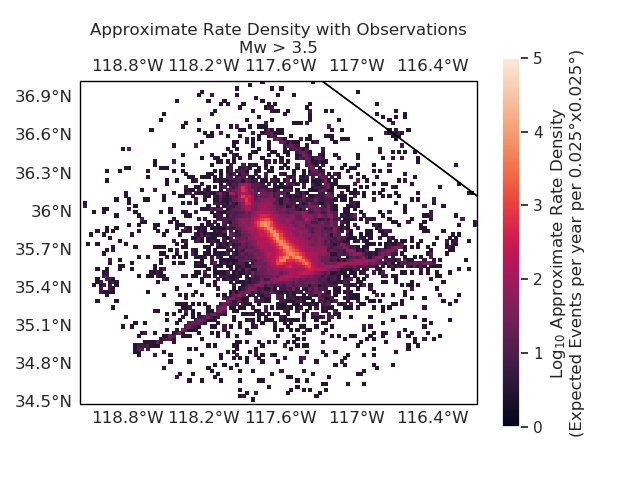 Approximate Rate Density with Observations
Mw > 3.5
118.8°W 118.2°W 117.6°W 117°W 116.4°W
36.9°N
36.6°N
36.3°N
36°N
35.7°N
35.4°N
35.1°N
34.8°N
34.5°N
118.8°W 118.2°W 117.6°W 117°W 116.4°W
5
4
3
2
1
0
Log₁₀ Approximate Rate Density
(Expected Events per year per 0.025°x0.025°)